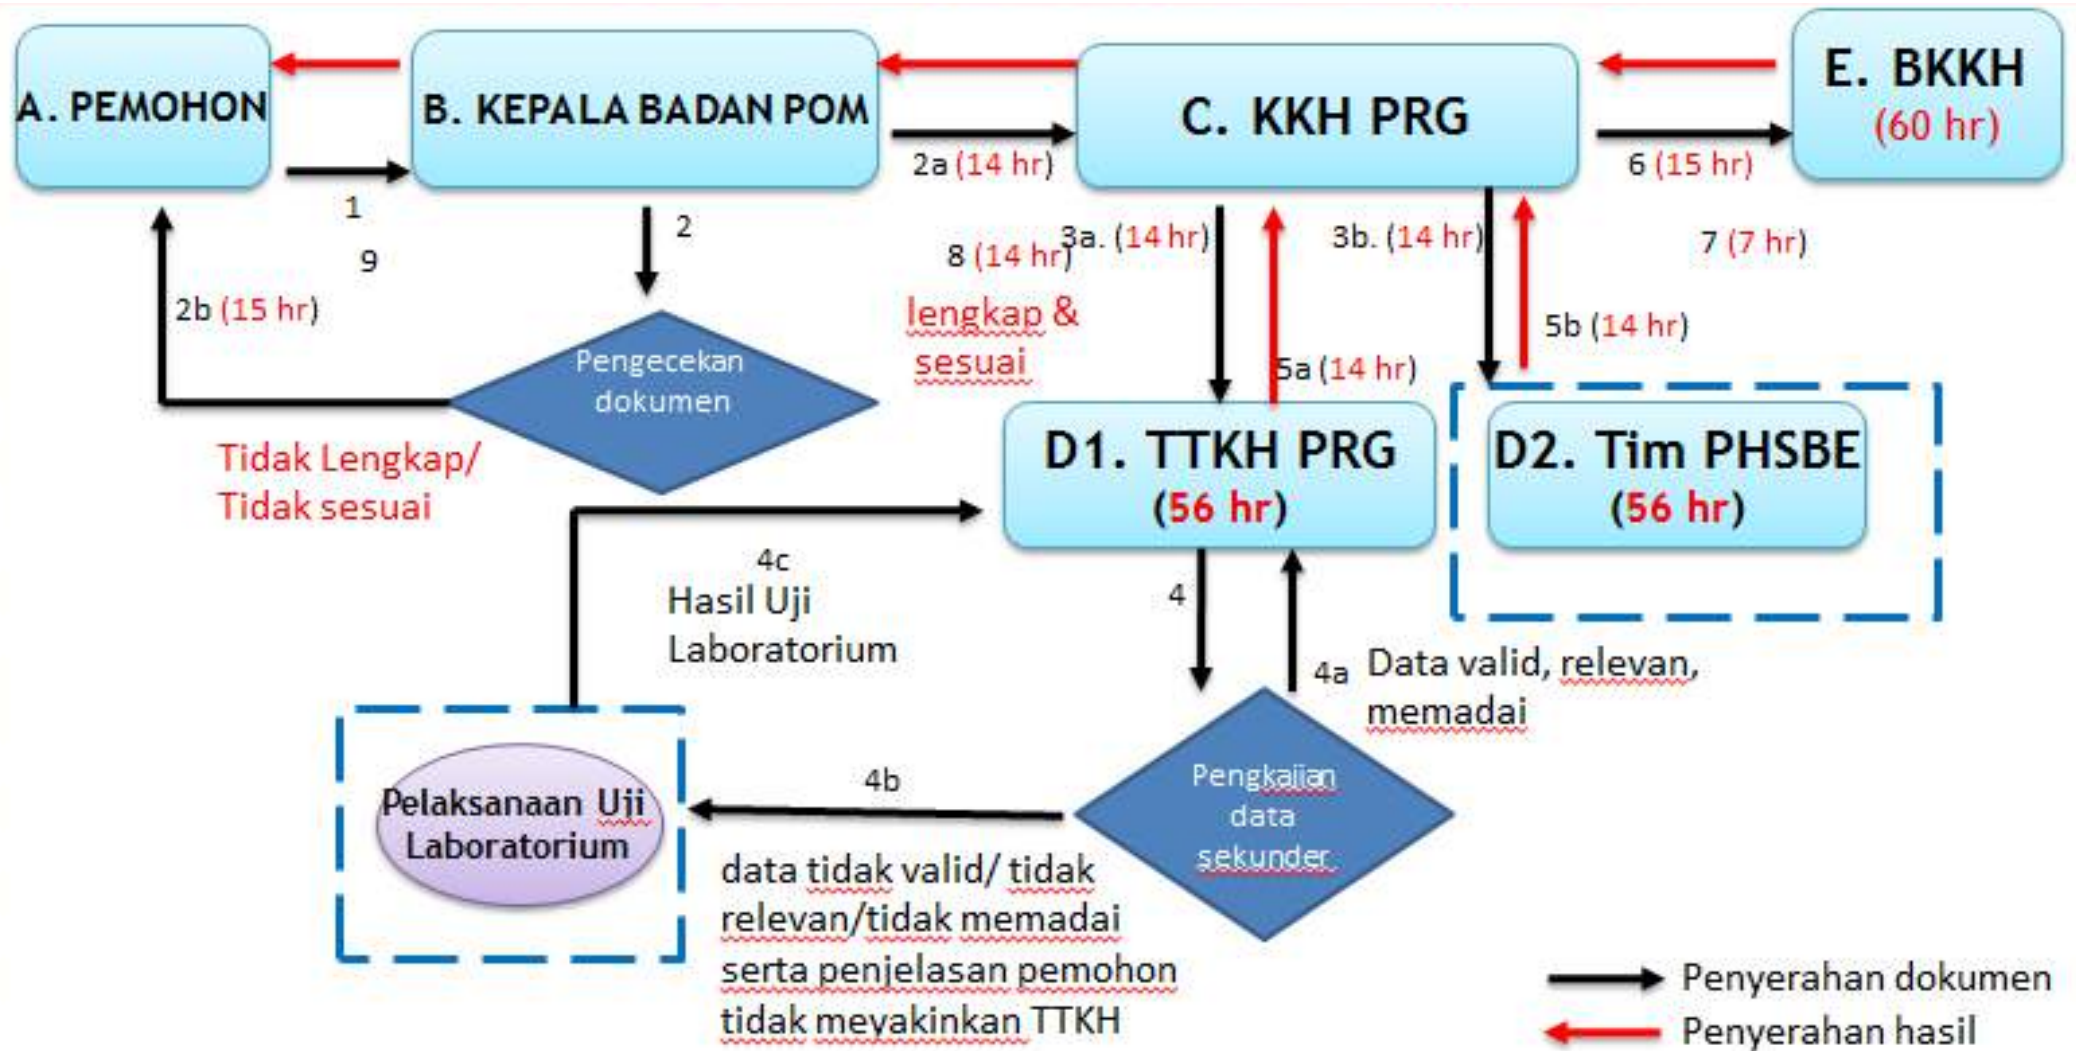 A. PEMOHON
B. KEPALA BADAN POM
C. KKH PRG
E. BKKH
(60 hr)
1
9
2
2a (14 hr)
8 (14 hr)
lengkap &
sesuai
3a. (14 hr)
3b. (14 hr)
6 (15 hr)
7 (7 hr)
2b (15 hr)
5a (14 hr)
5b (14 hr)
Pengecekan
dokumen
Tidak Lengkap/
Tidak sesuai
D1. TTKH PRG
(56 hr)
D2. Tim PHSBE
(56 hr)
4c
Hasil Uji
Laboratorium
4
4a
Data valid, relevan,
memadai
Pengkajian
data
sekunder
4b
Pelaksanaan Uji
Laboratorium
data tidak valid/ tidak
relevan/tidak memadai
serta penjelasan pemohon
tidak meyakinkan TTKH
Penyerahan dokumen
Penyerahan hasil